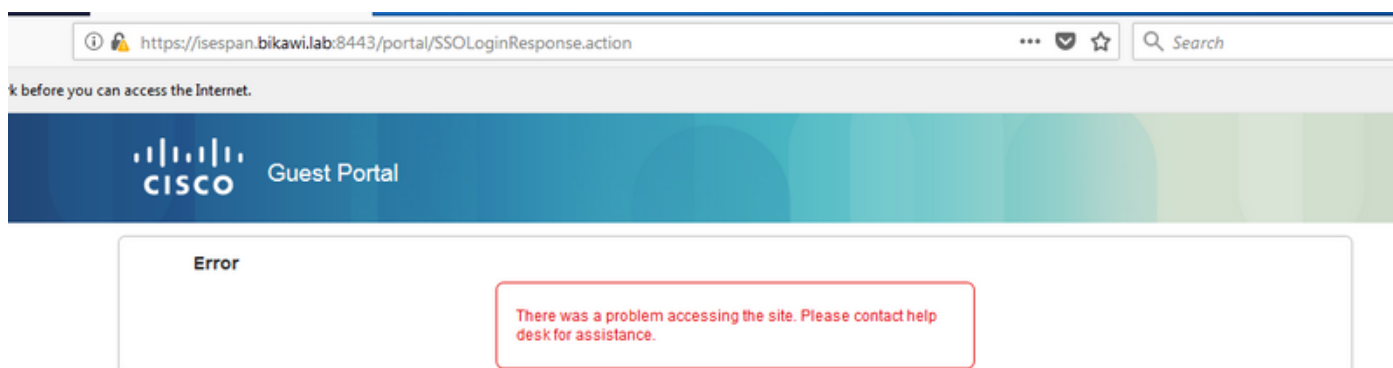 https://isespan.bikawi.lab:8443/portal/SSOLoginResponse.action
Search
k before you can access the Internet.
CISCO Guest Portal
Error
There was a problem accessing the site. Please contact help
desk for assistance.